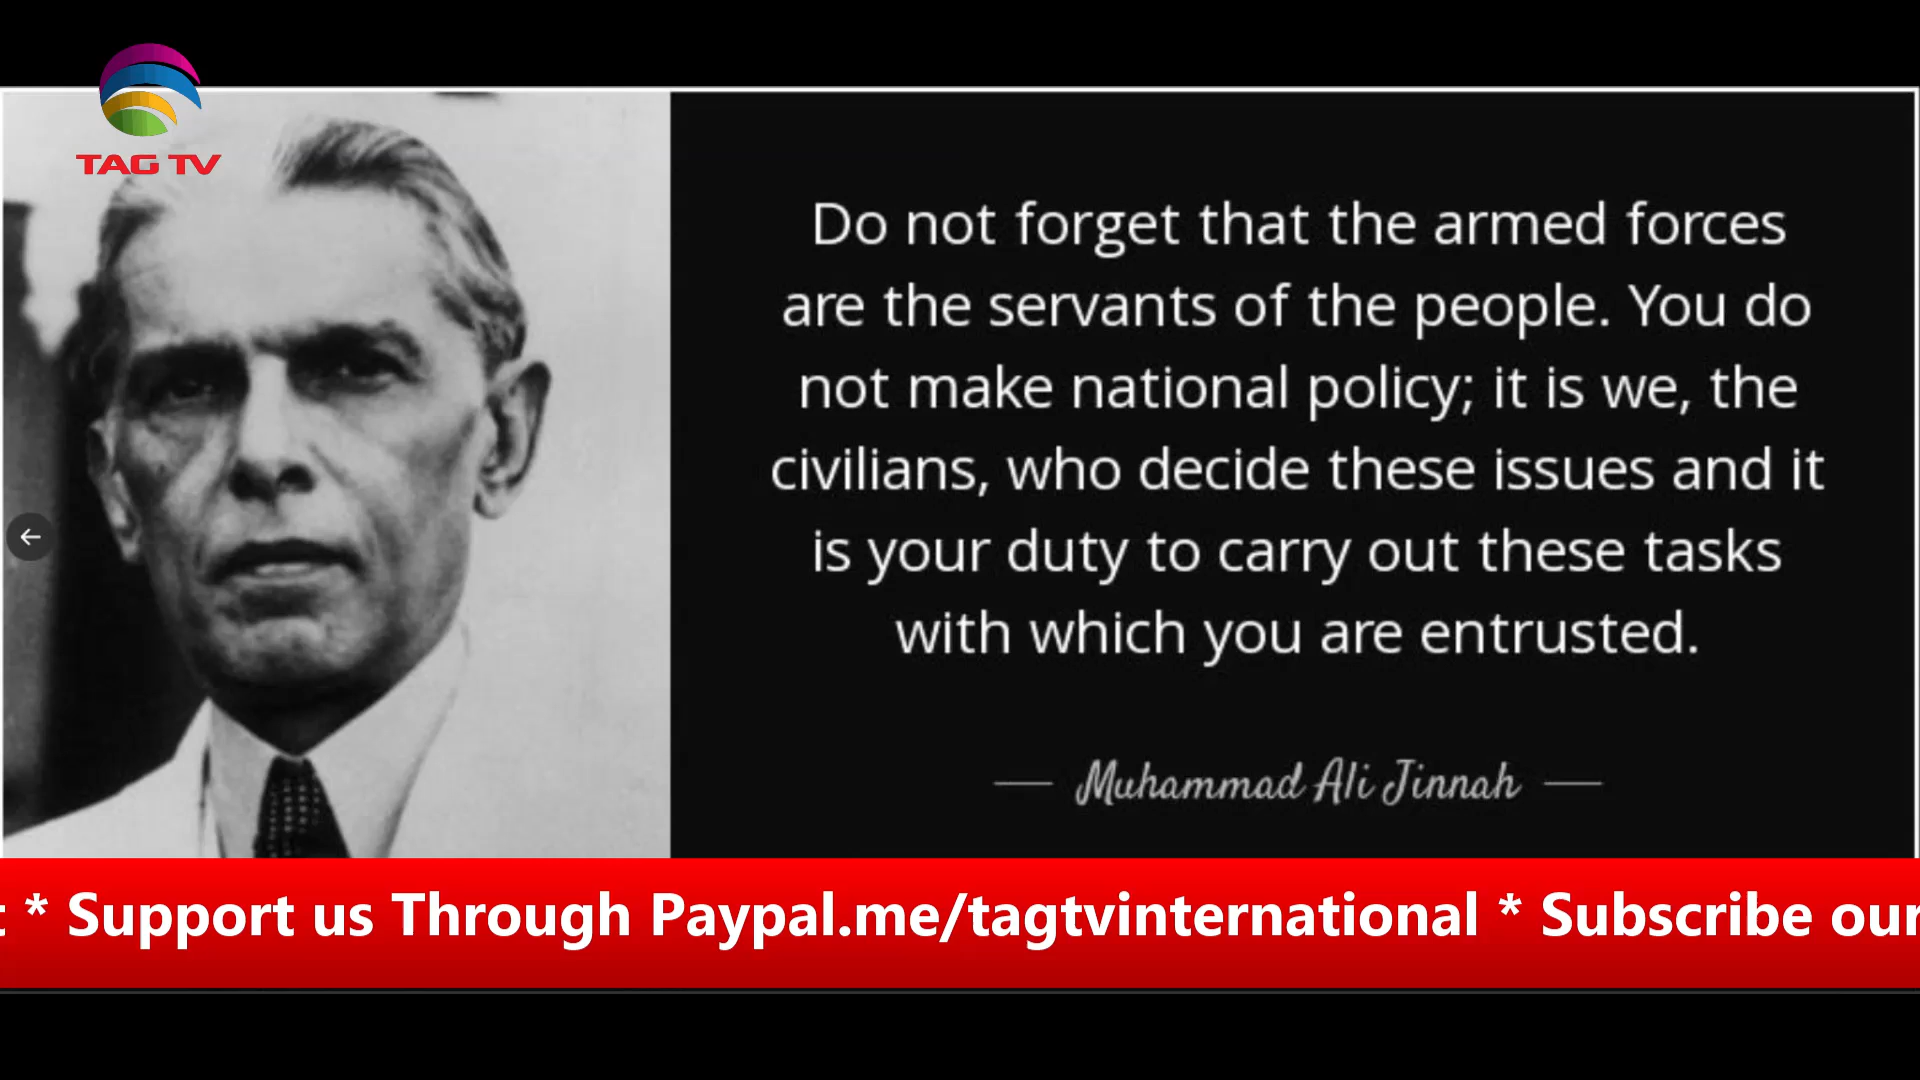 TAG TV
Do not forget that the armed forces
are the servants of the people. You do
not make national policy; it is we, the
civilians, who decide these issues and it
is your duty to carry out these tasks
with which you are entrusted.
Muhammad Ali Jinnah
t * Support us Through Paypal.me/tagtvinternational * Subscribe our